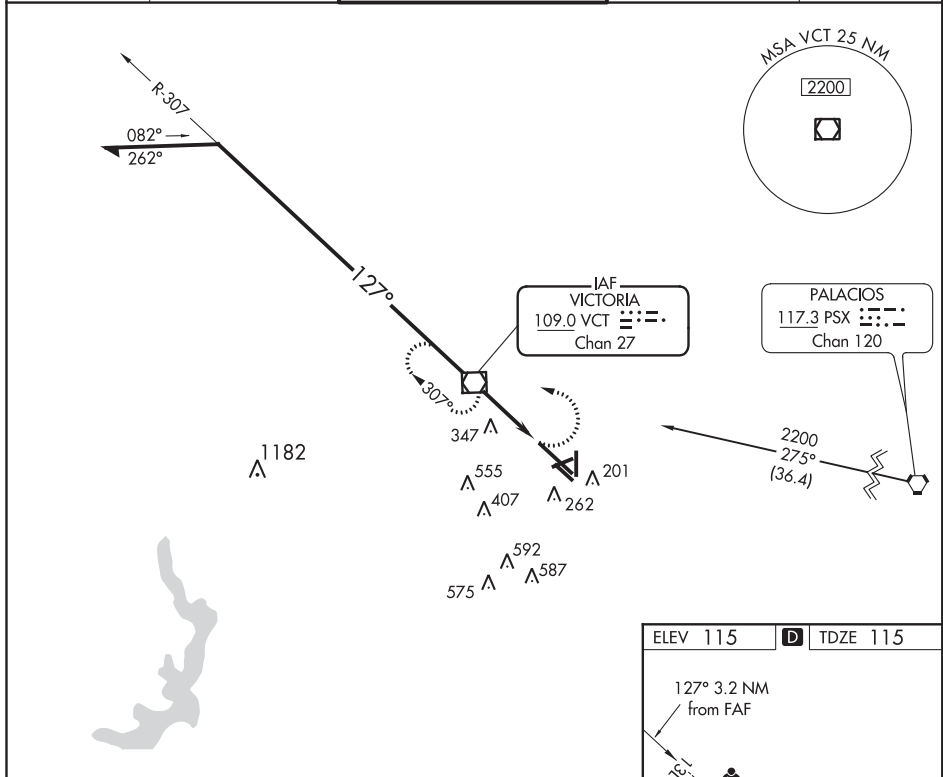 MSA VCT 25 NM
2200
R-307
082°
262°
127°
IAF
VICTORIA
109.0 VCT
Chan 27
PALACIOS
117.3 PSX
Chan 120
307°
347
2200
275°
(36.4)
1182
555
407
201
262
592
587
575
ELEV 115
D
TDZE 115
127° 3.2 NM
from FAF